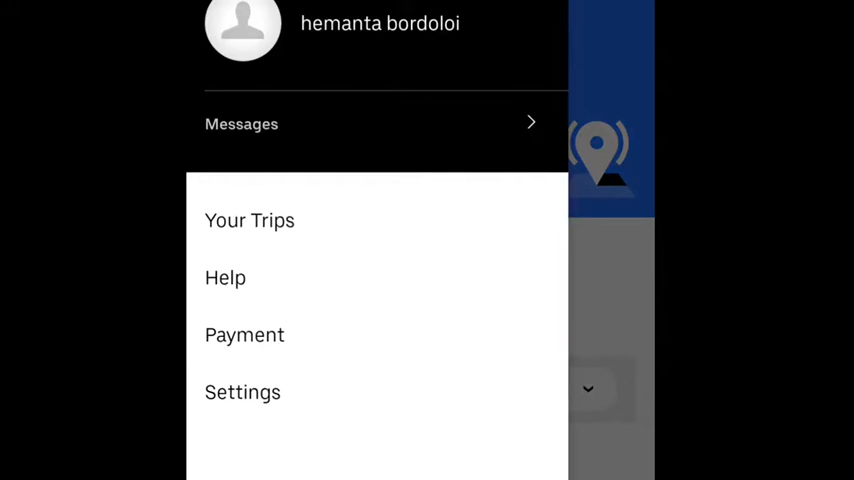 hemanta bordoloi
Messages
Your Trips
Help
Payment
Settings